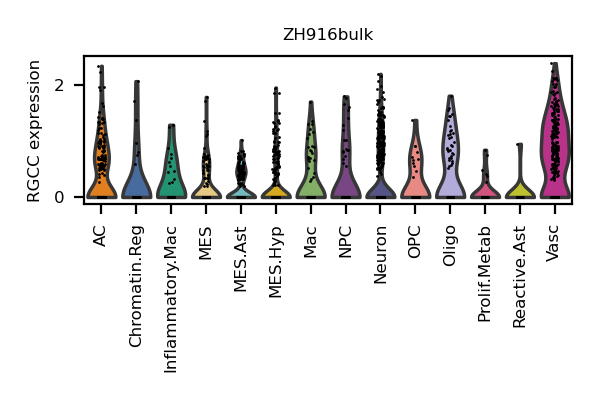 ZH916bulk
RGCC expression
2
0
AC
Chromatin.Reg
Inflammatory.Mac
MES
MES.Ast
MES.Hyp
Mac
NPC
Neuron
OPC
Oligo
Prolif.Metab
Reactive.Ast
Vasc